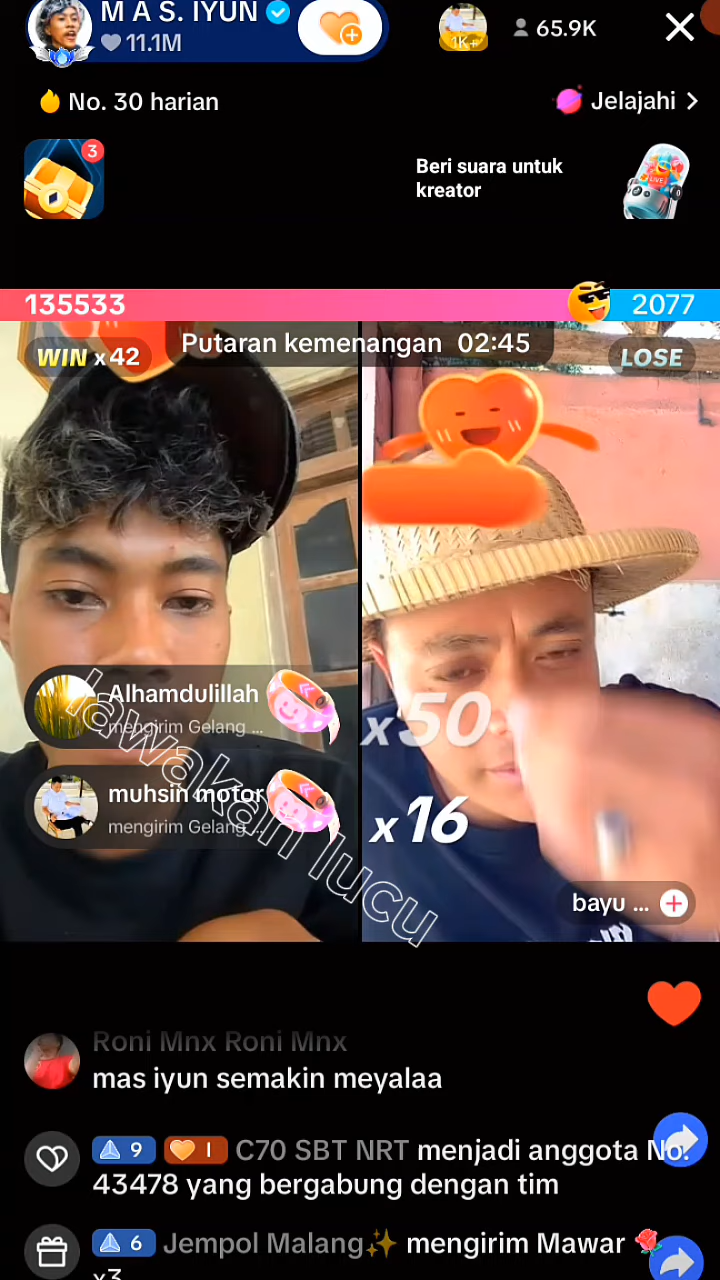 M A S. IYUN
11.1M
1K+
65.9K
No. 30 harian
Jelajahi
3
Beri suara untuk
kreator
LIVE
135533
2077
WIN x42
Putaran kemenangan 02:45
LOSE
Alhamdulillah
mengirim Gelang ...
muhsin motor
mengirim Gelang ...
lawakan lucu
x50
x16
bayu ...
Roni Mnx Roni Mnx
mas iyun semakin meyalaa
9 I C70 SBT NRT menjadi anggota No.
43478 yang bergabung dengan tim
6 Jempol Malang✨ mengirim Mawar 🌹
x3